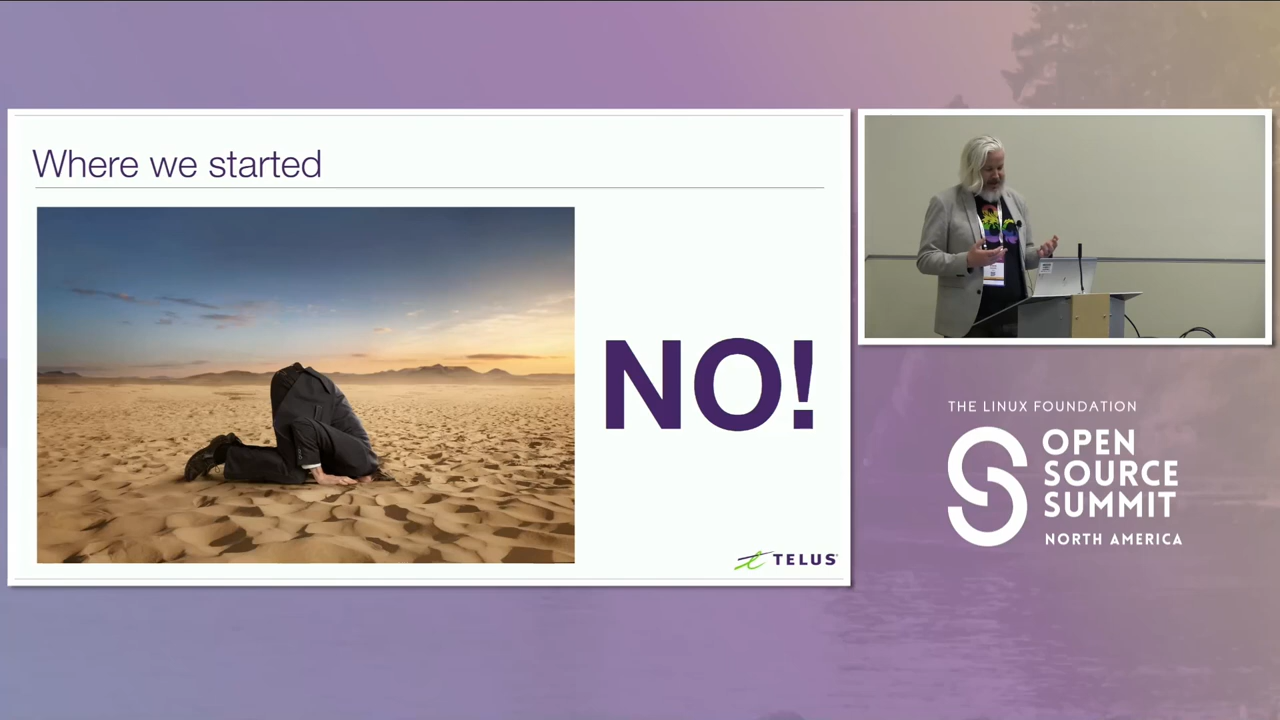 Where we started
NO!
TELUS
THE LINUX FOUNDATION
OPEN
SOURCE
SUMMIT
NORTH AMERICA